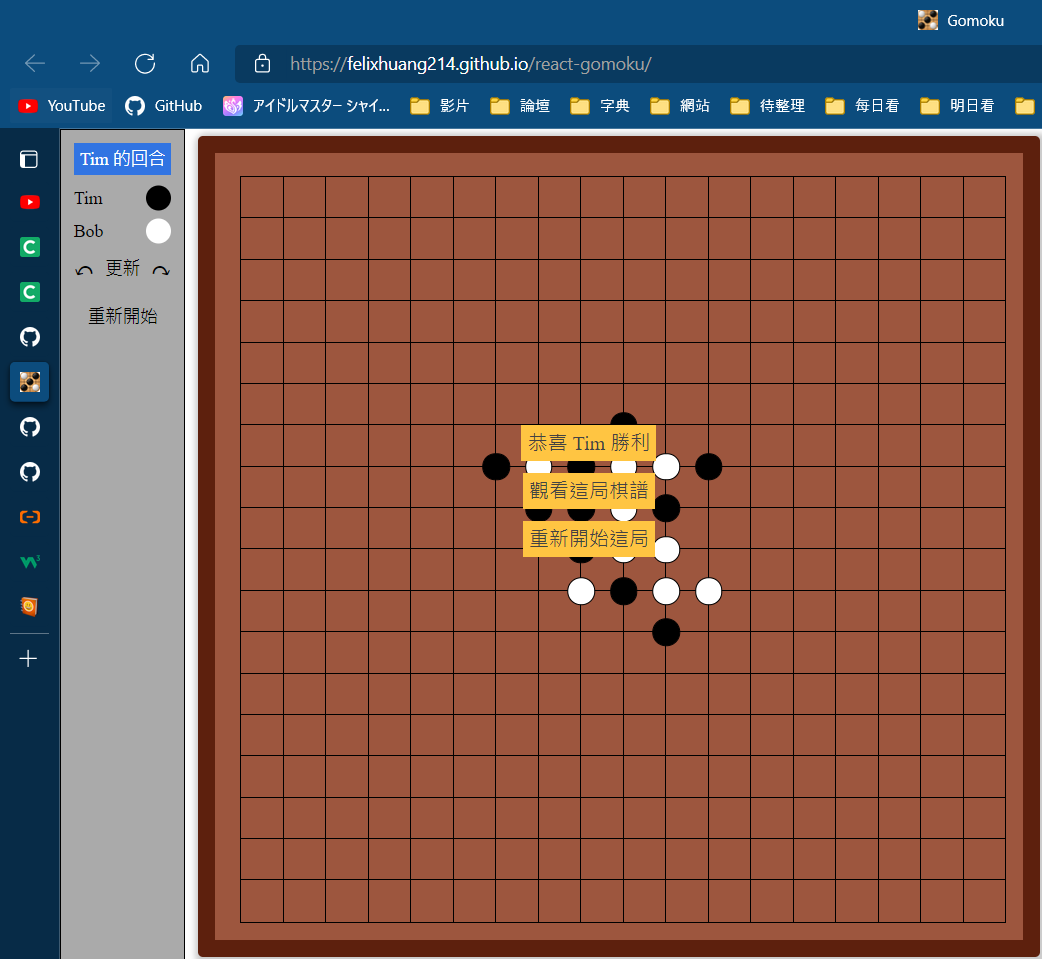 Gomoku
https://felixhuang214.github.io/react-gomoku/
YouTube
GitHub
アイドルマスター シャイ...
影片
論壇
字典
網站
待整理
每日看
明日看
Tim 的回合
Tim
Bob
更新
重新開始
恭喜 Tim 勝利
觀看這局棋譜
重新開始這局